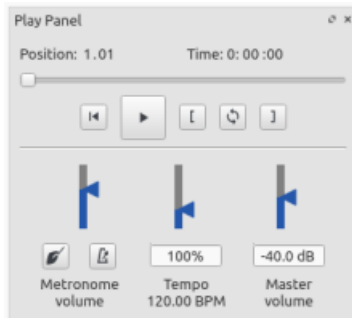 Play Panel
Position: 1.01 Time: 0: 00 :00
[ ]
100% -40.0 dB
Metronome Tempo Master
volume 120.00 BPM volume